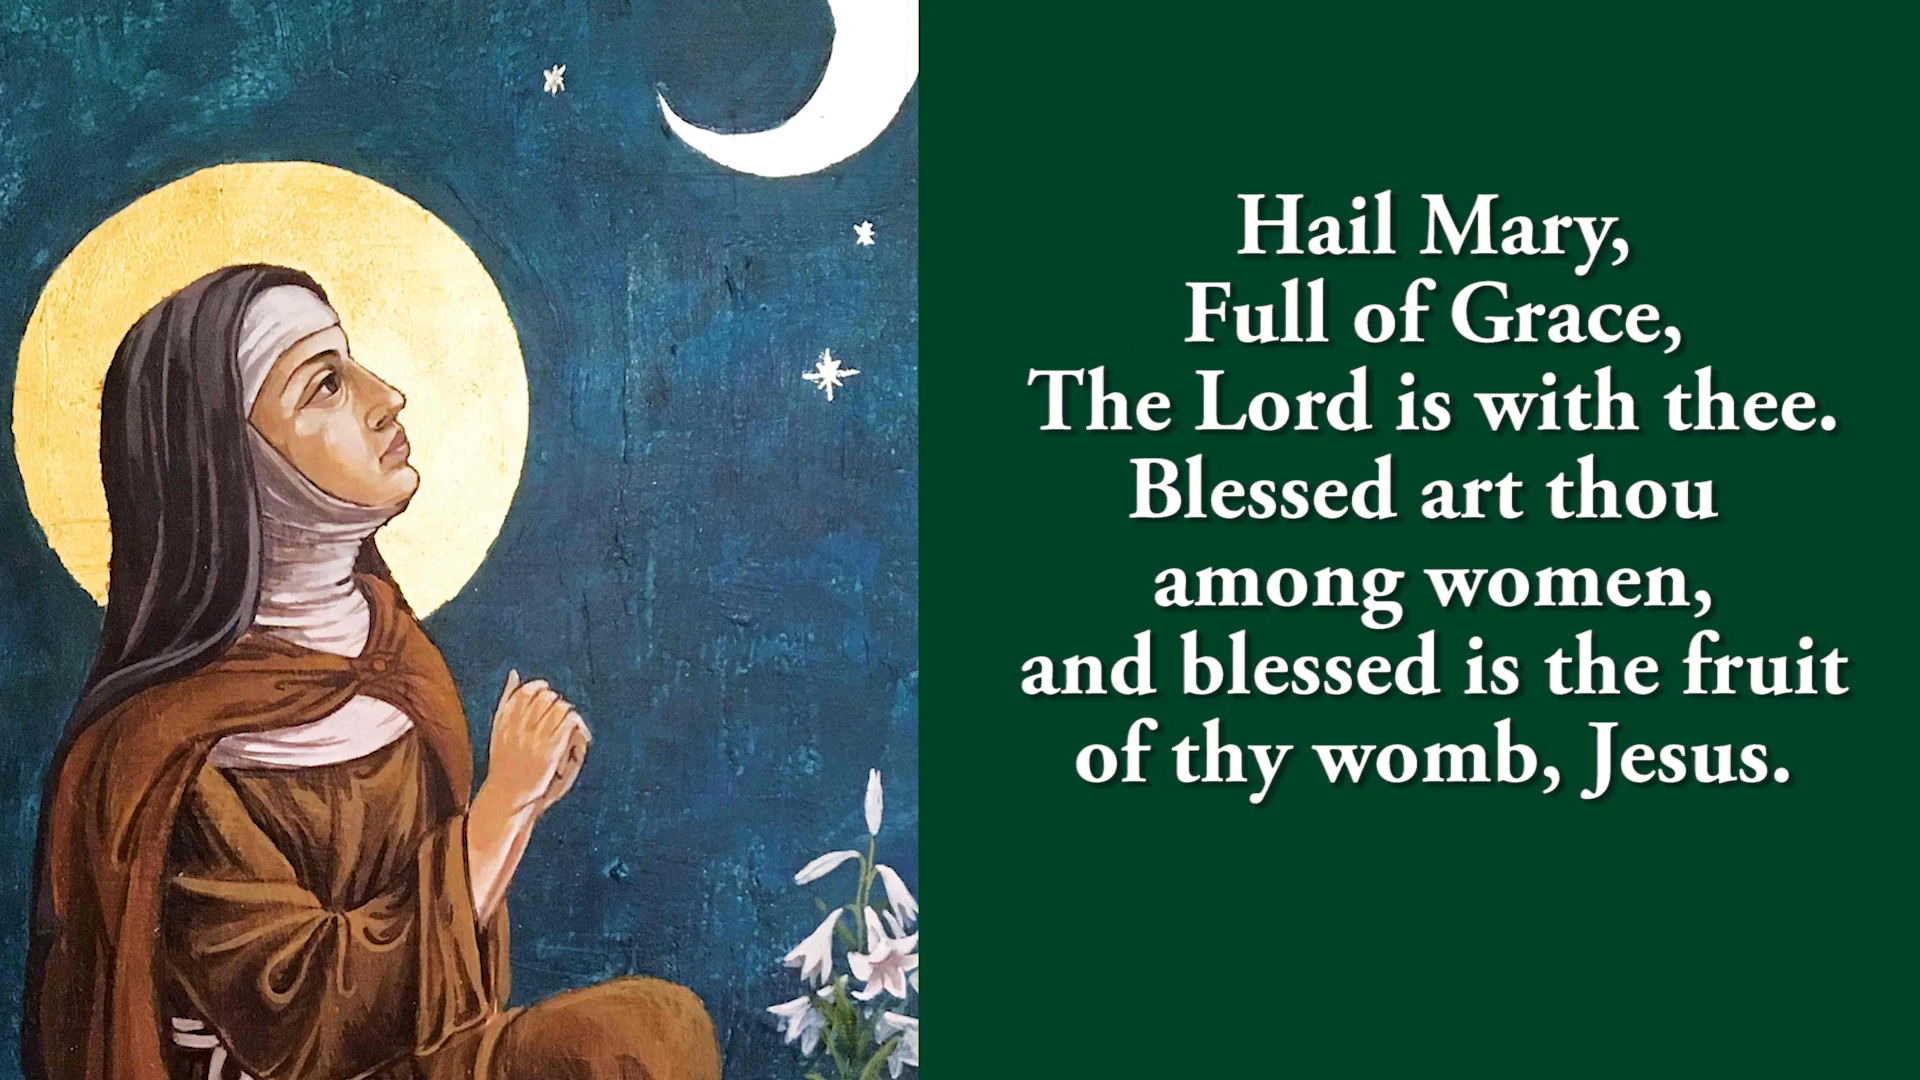 Hail Mary,
Full of Grace,
The Lord is with thee.
Blessed art thou
among women,
and blessed is the fruit
of thy womb, Jesus.